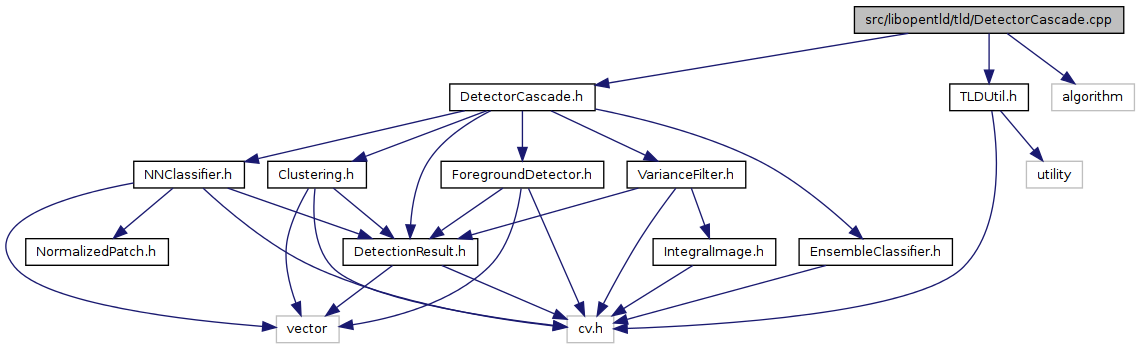 src/libopentld/tld/DetectorCascade.cpp
DetectorCascade.h
TLDUtil.h
algorithm
NNClassifier.h
Clustering.h
ForegroundDetector.h
VarianceFilter.h
utility
NormalizedPatch.h
DetectionResult.h
IntegralImage.h
EnsembleClassifier.h
vector
cv.h